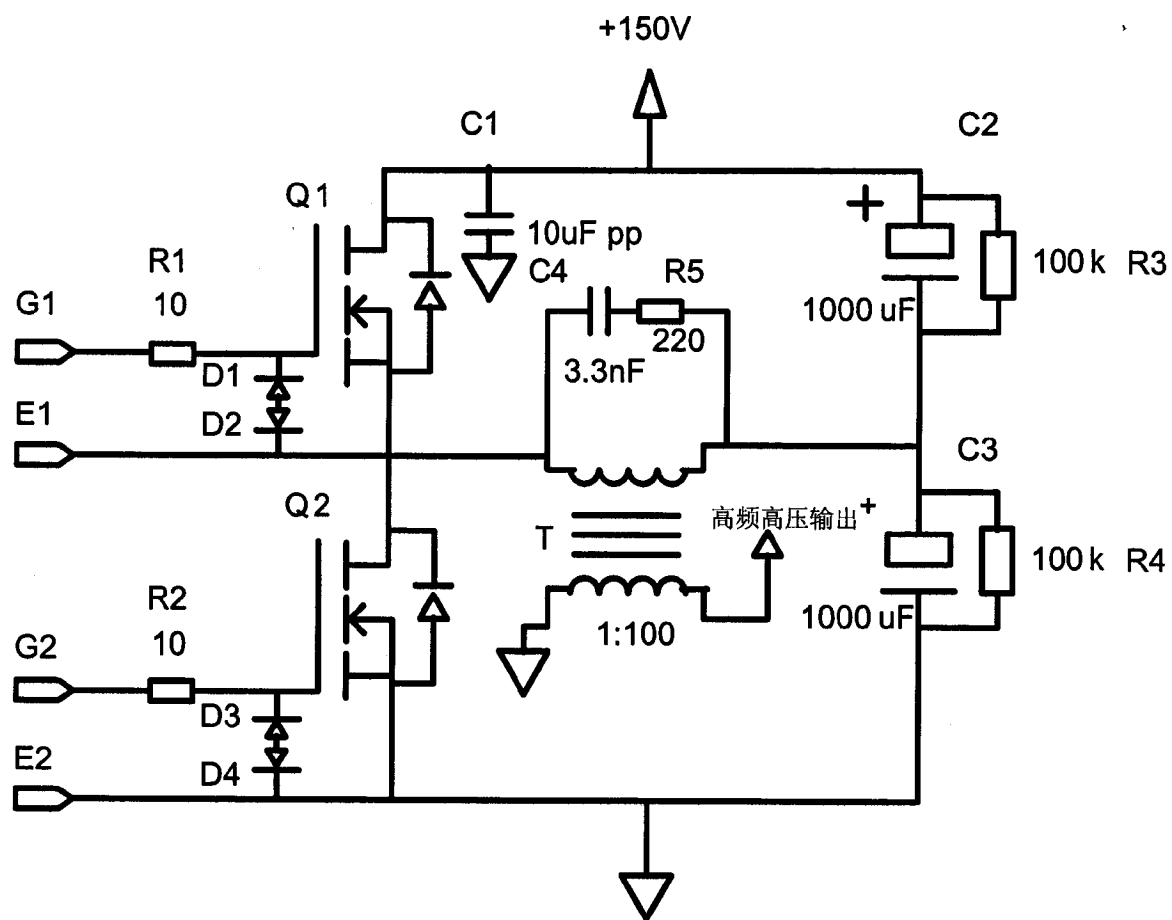 +150V
C1
C2
Q1
+
10uF pp
R1
C4
R5
100k R3
10
G1
1000 uF
220
D1
3.3nF
E1
D2
C3
Q2
高频高压输出
+
T
R2
100k R4
10
1000 uF
1:100
G2
D3
E2
D4